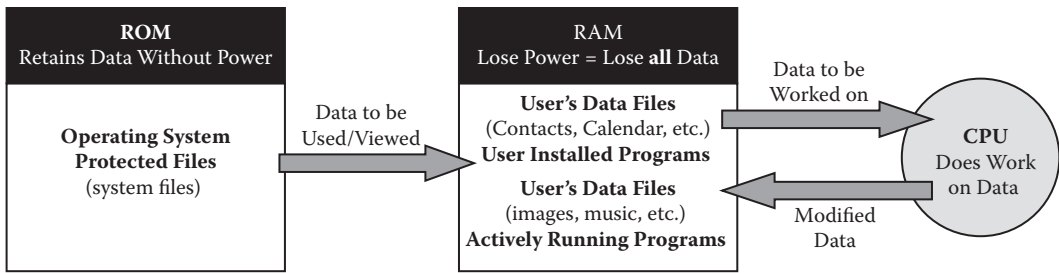 ROM
Retains Data Without Power
Operating System
Protected Files
(system files)
Data to be
Used/Viewed
RAM
Lose Power = Lose all Data
User's Data Files
(Contacts, Calendar, etc.)
User Installed Programs
User's Data Files
(images, music, etc.)
Actively Running Programs
Data to be
Worked on
CPU
Does Work
on Data
Modified
Data